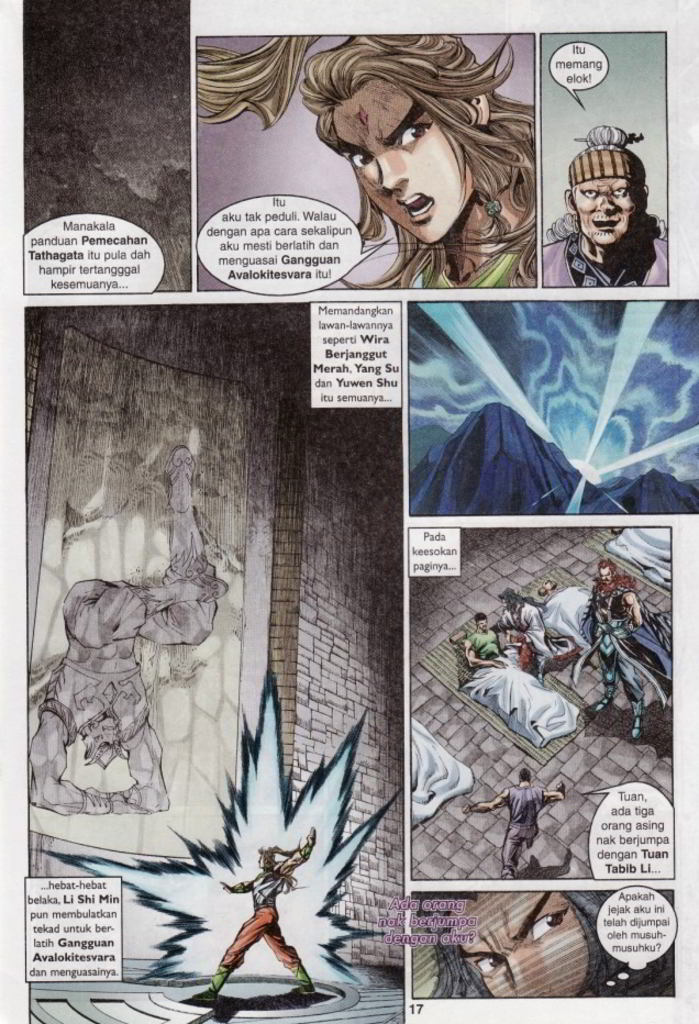 Manakala
panduan Pemecahan
Tathagata itu pula dah
hampir tertangggal
kesemuanya...
Itu
aku tak peduli. Walau
dengan apa cara sekalipun
aku mesti berlatih dan
menguasai Gangguan
Avalokitesvara itu!
Itu
memang
elok!
Memandangkan
lawan-lawannya
seperti Wira
Berjanggut
Merah, Yang Su
dan Yuwen Shu
itu semuanya...
...hebat-hebat
belaka, Li Shi Min
pun membulatkan
tekad untuk ber-
latih Gangguan
Avalokitesvara
dan menguasainya.
Pada
keesokan
paginya...
Tuan,
ada tiga
orang asing
nak berjumpa
dengan Tuan
Tabib Li...
Ada orang
nak berjumpa
dengan aku?
Apakah
jejak aku ini
telah dijumpai
oleh musuh-
musuhku?
17